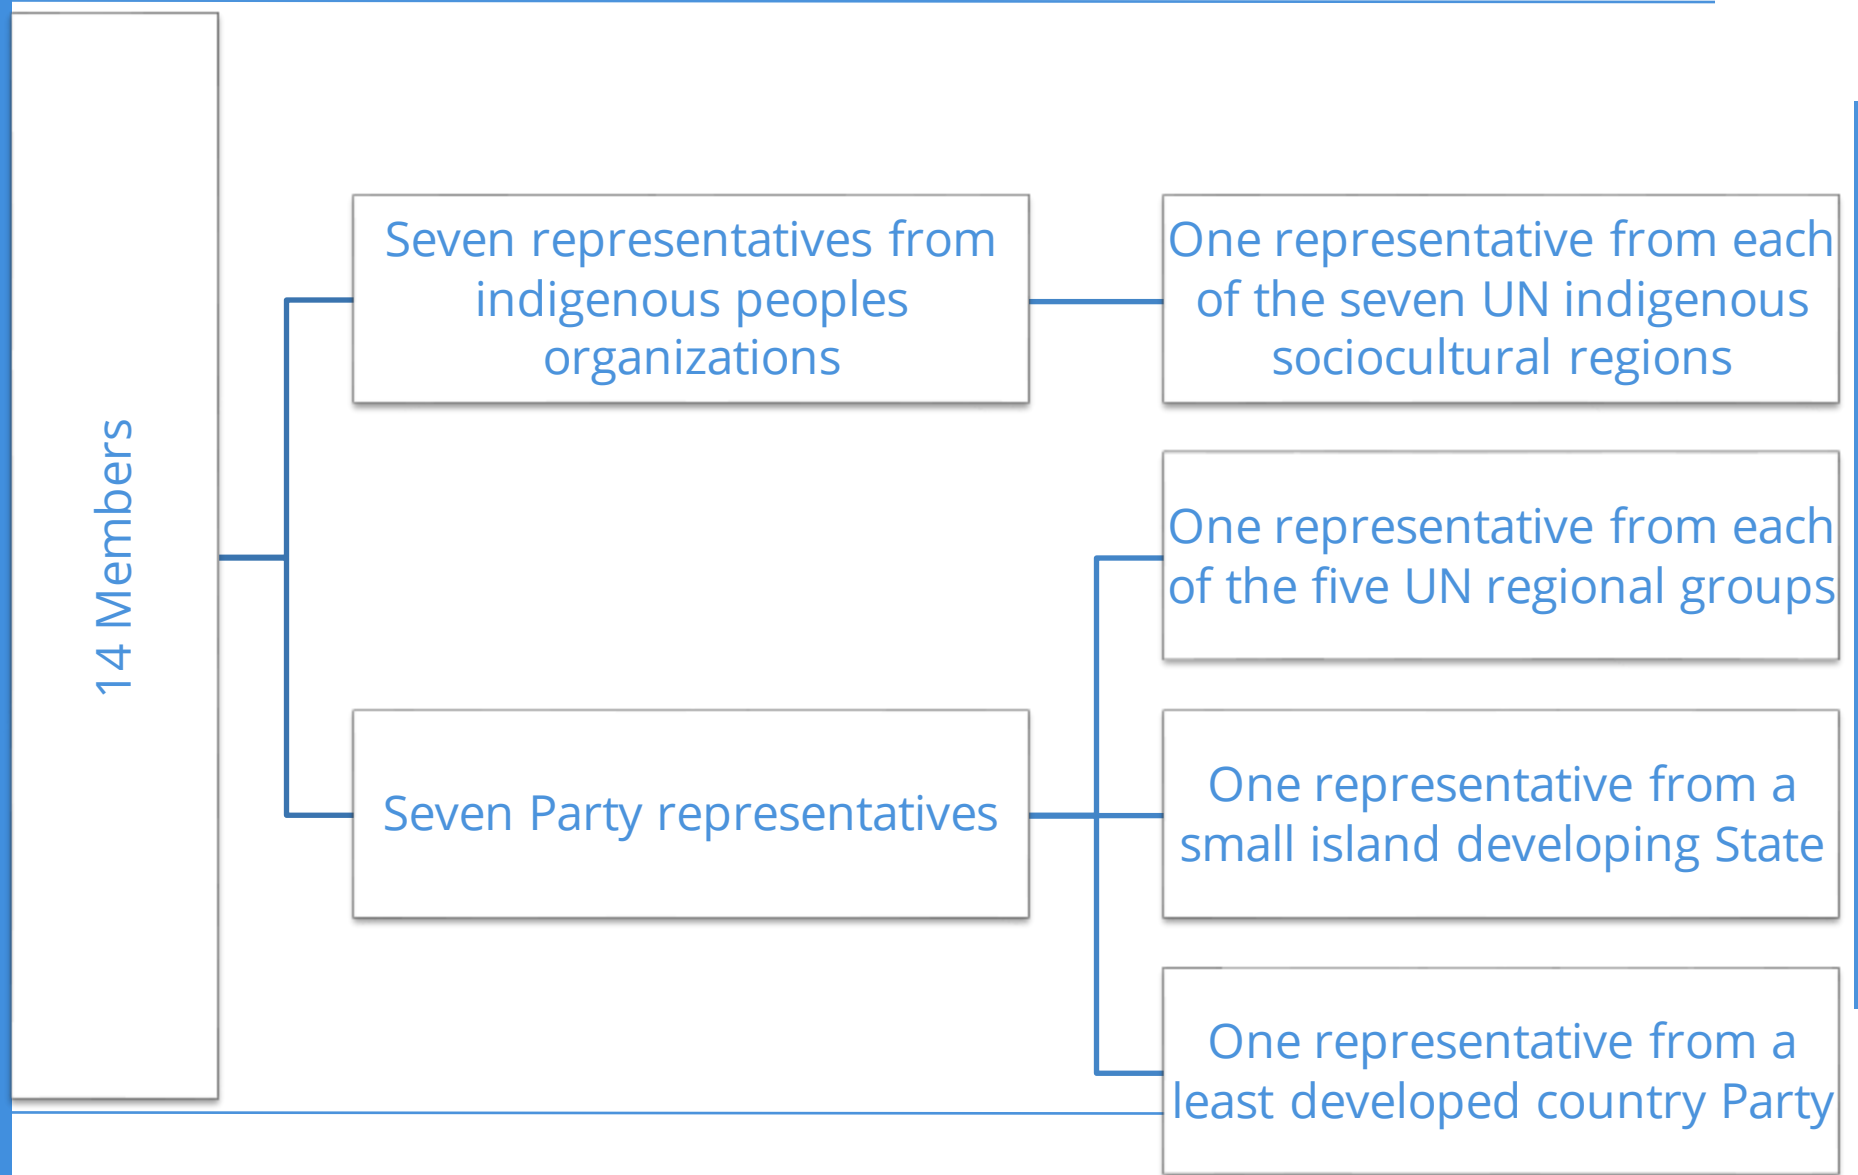 14 Members
Seven representatives from
indigenous peoples
organizations
One representative from each
of the seven UN indigenous
sociocultural regions
Seven Party representatives
One representative from each
of the five UN regional groups
One representative from a
small island developing State
One representative from a
least developed country Party